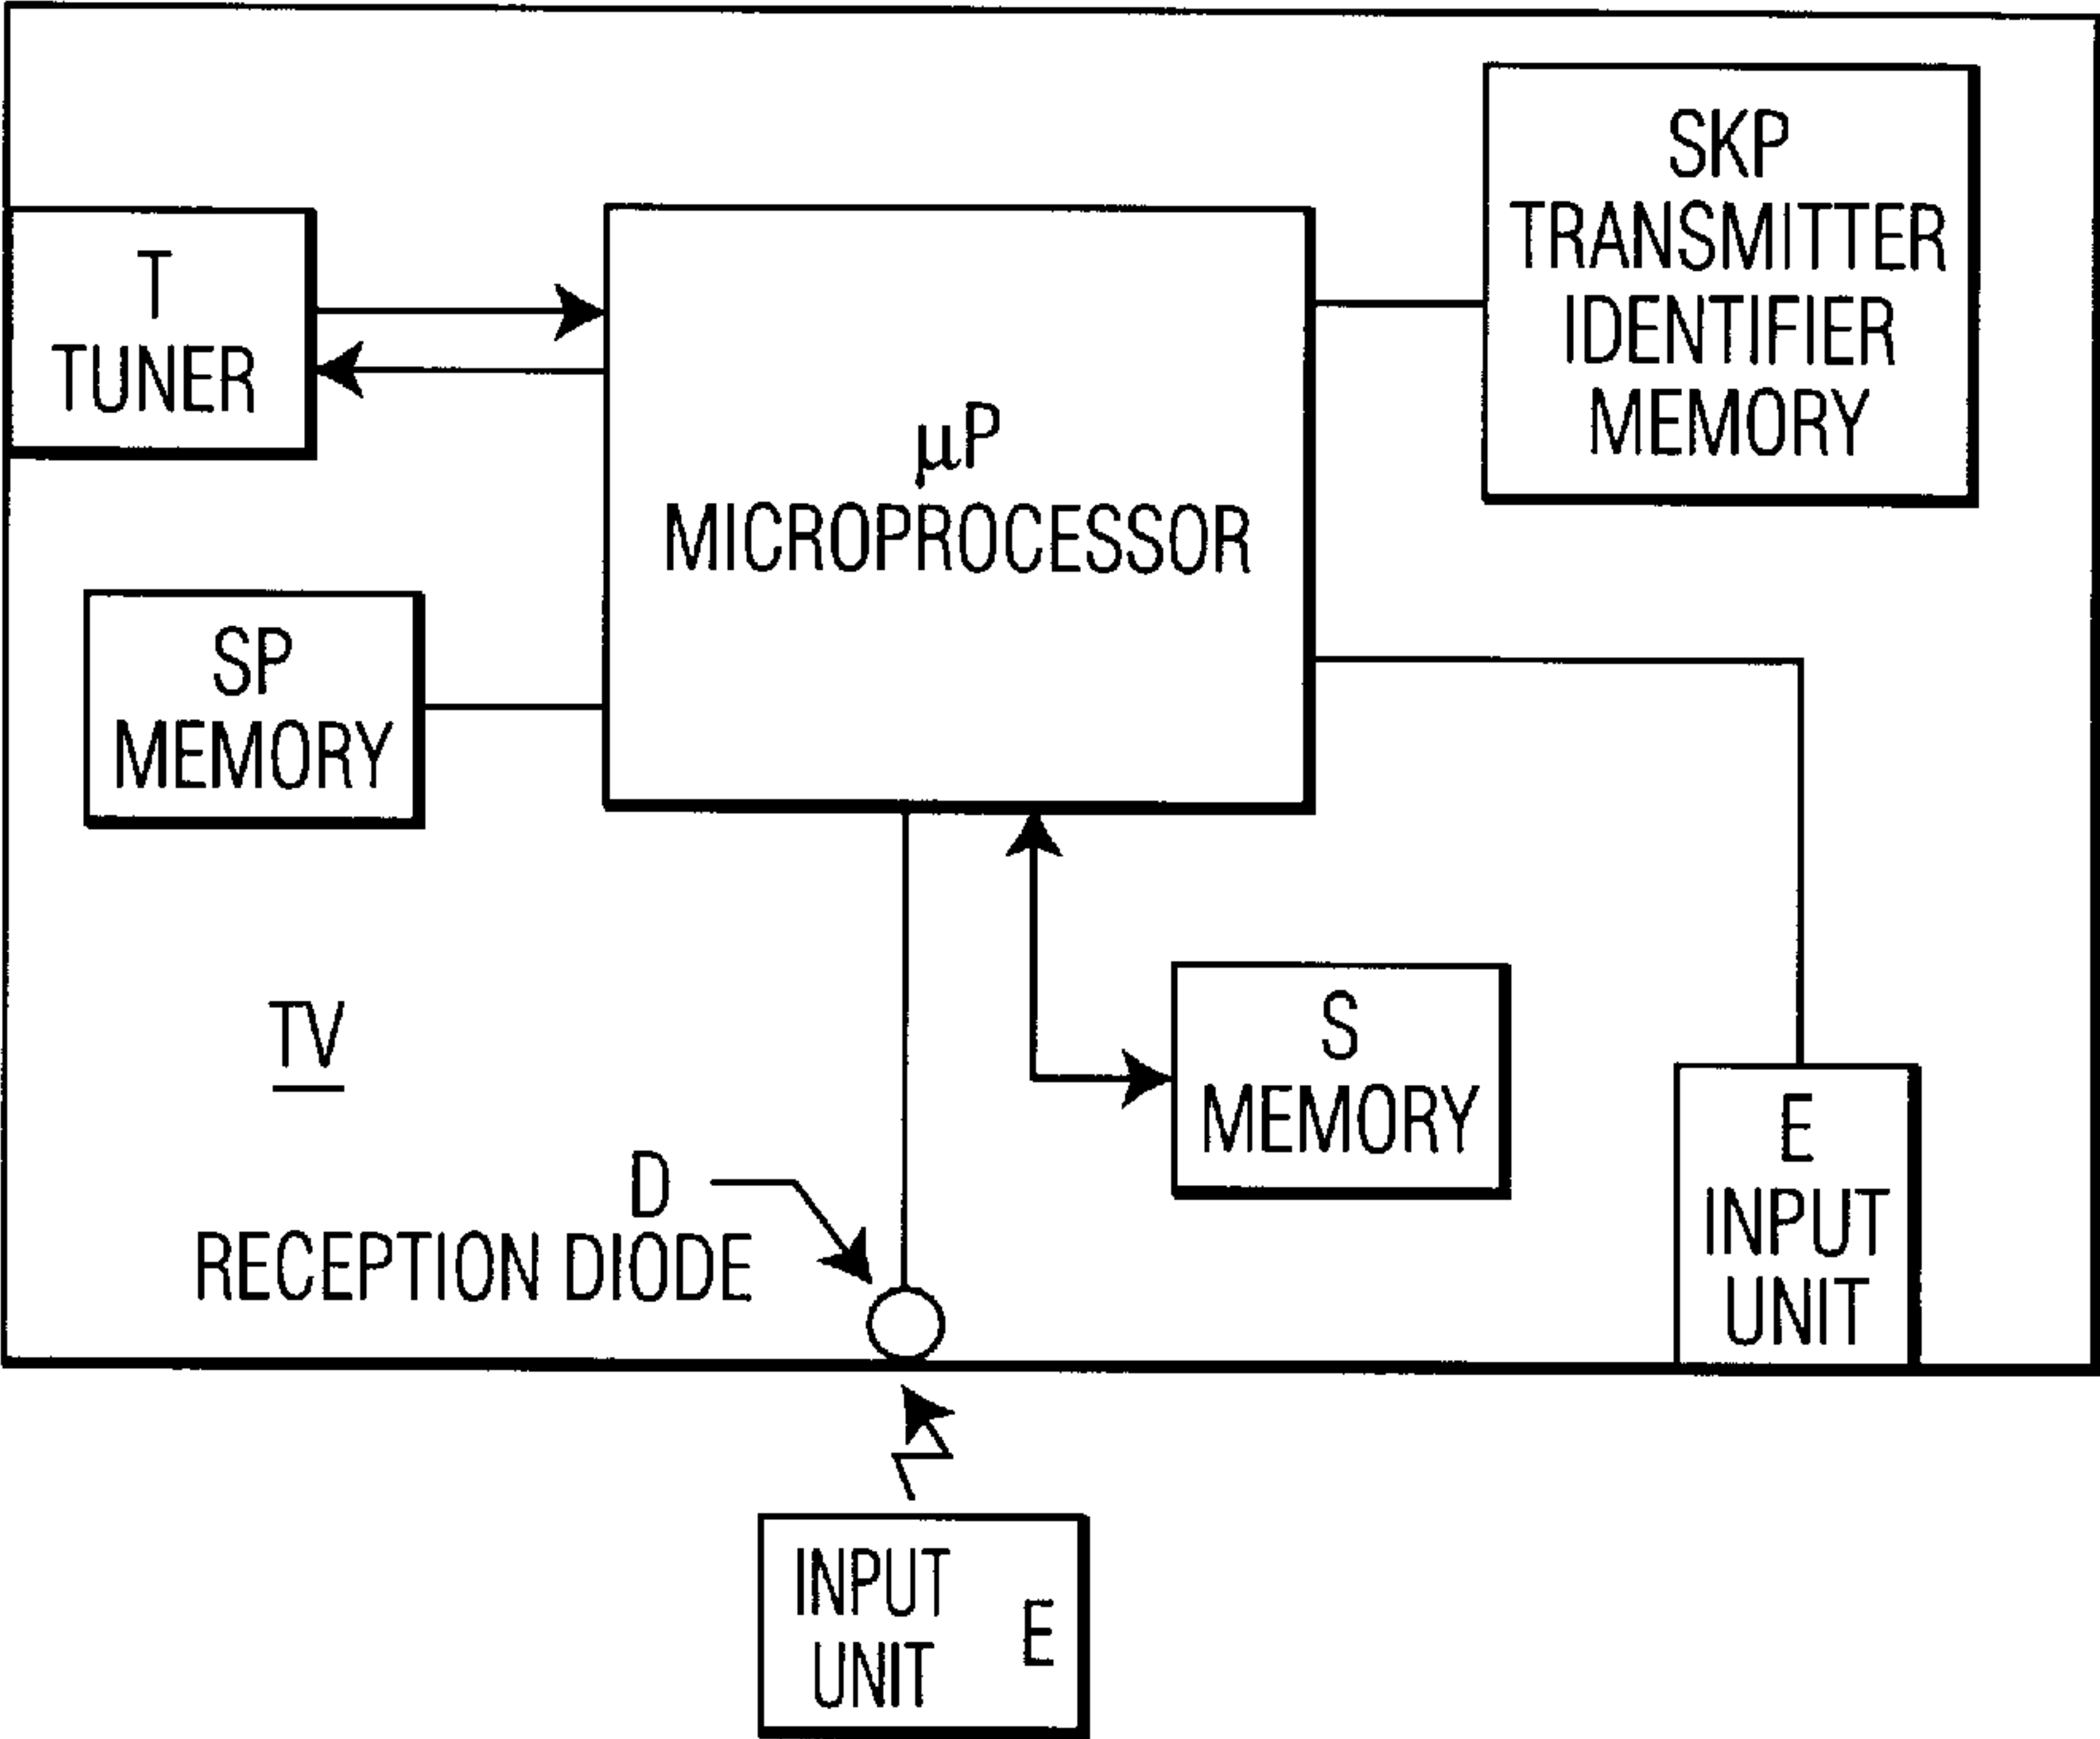 SKP
TRANSMITTER
IDENTIFIER
MEMORY
T
TUNER
µP
MICROPROCESSOR
SP
MEMORY
TV
S
MEMORY
D
RECEPTION DIODE
E
INPUT
UNIT
INPUT
UNIT
E